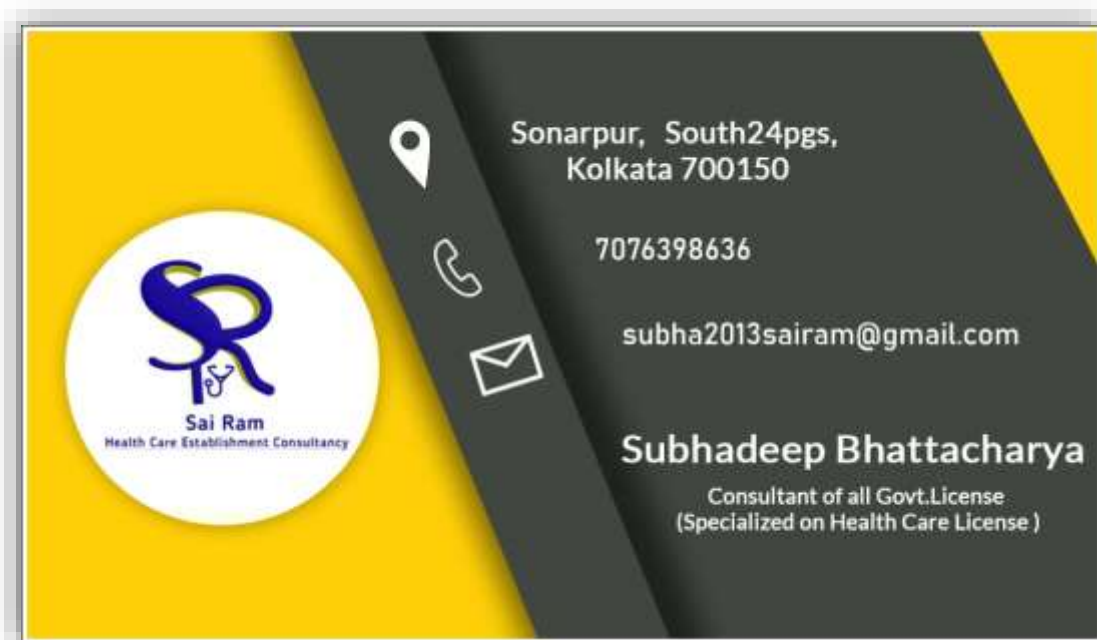 Sonarpur, South24pgs,
Kolkata 700150
7076398636
subha2013sairam@gmail.com
SR
Sai Ram
Health Care Establishment Consultancy
Subhadeep Bhattacharya
Consultant of all Govt.License
(Specialized on Health Care License )